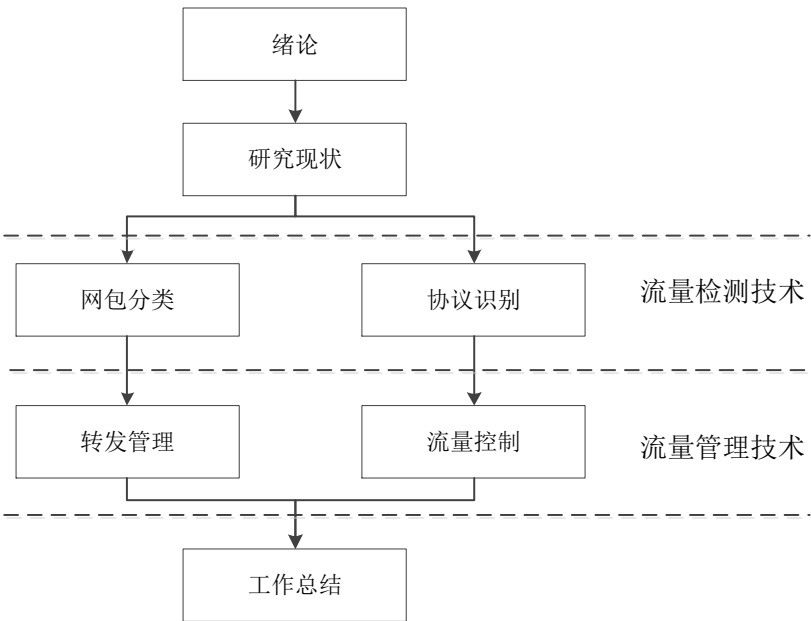 绪论
研究现状
网包分类
协议识别
流量检测技术
转发管理
流量控制
流量管理技术
工作总结